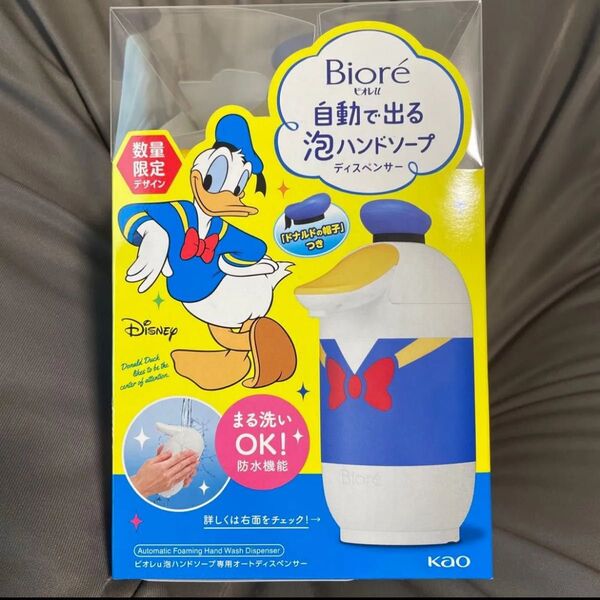 Bioré
ビオレu
自動で出る
泡ハンドソープ
ディスペンサー
数量
限定
デザイン
「ドナルドの帽子」
つき
Disney
Donald Duck
likes to be the
center of attention.
まる洗い
OK!
防水機能
Bioré
詳しくは右面をチェック!→
Automatic Foaming Hand Wash Dispenser
ビオレu泡ハンドソープ専用オートディスペンサー
Kao